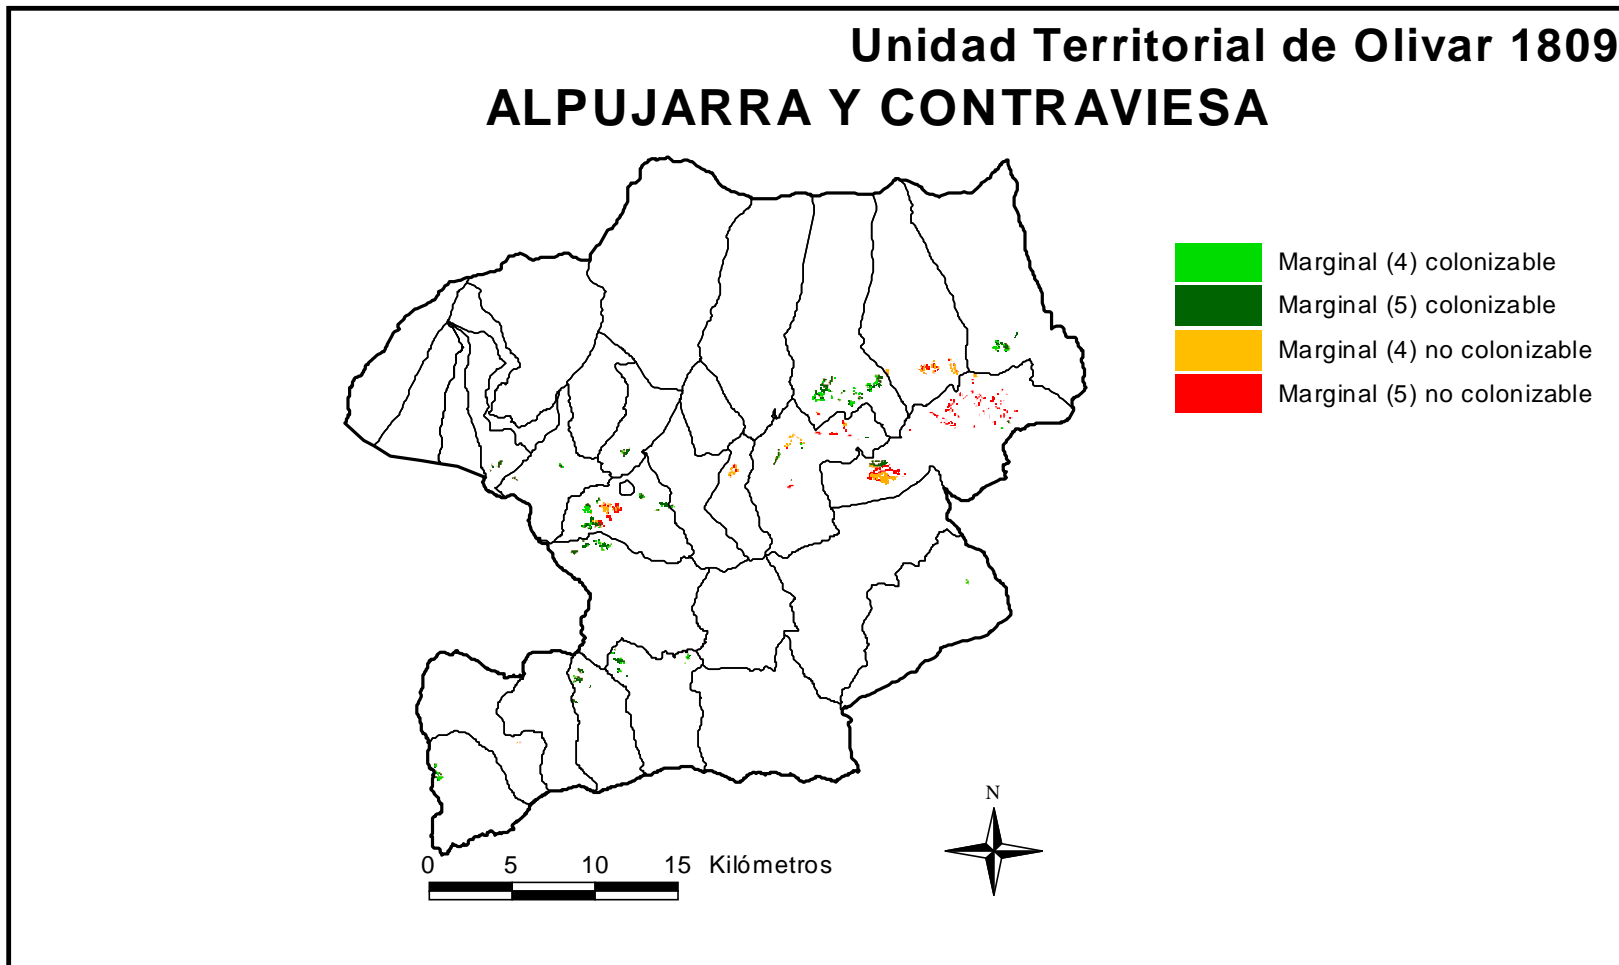 Unidad Territorial de Olivar 1809
ALPUJARRA Y CONTRAVIESA
Marginal (4) colonizable
Marginal (5) colonizable
Marginal (4) no colonizable
Marginal (5) no colonizable
N
0 5 10 15 Kilómetros